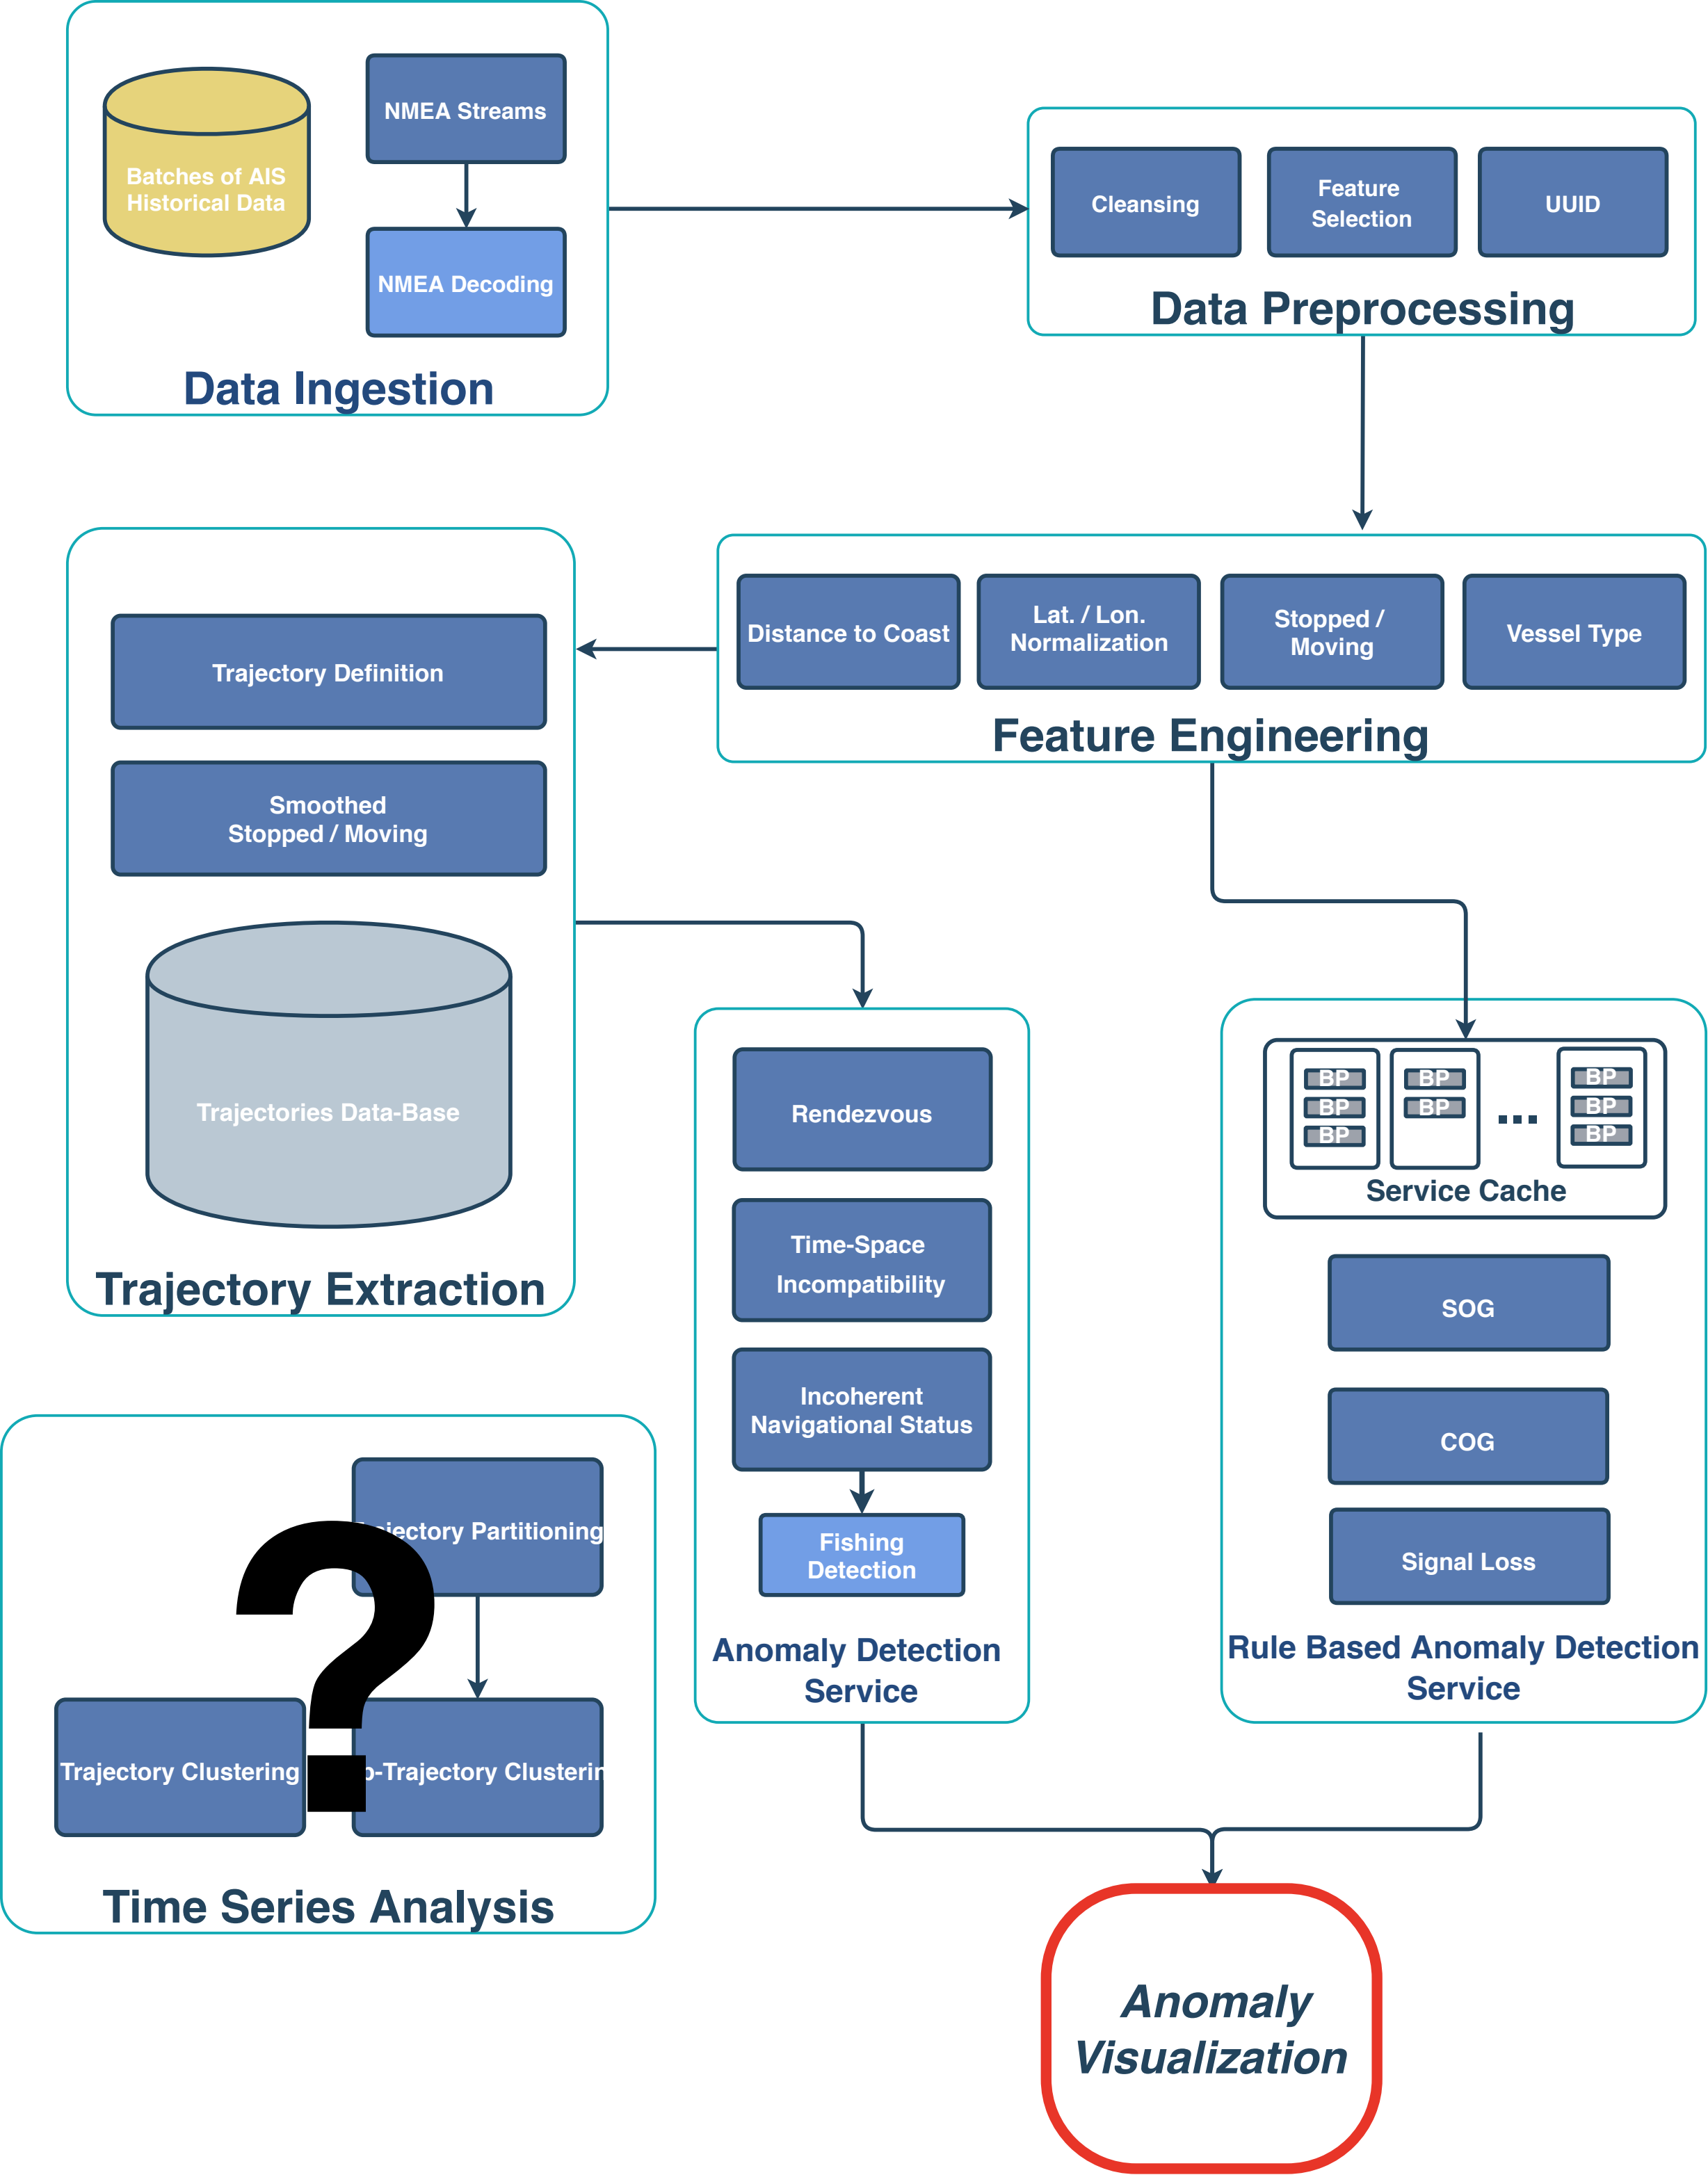 NMEA Streams
Batches of AIS
Historical Data
NMEA Decoding
Data Ingestion
Cleansing
Feature
Selection
UUID
Data Preprocessing
Distance to Coast
Lat. / Lon.
Normalization
Stopped /
Moving
Vessel Type
Feature Engineering
Trajectory Definition
Smoothed
Stopped / Moving
Trajectories Data-Base
Trajectory Extraction
Rendezvous
Time-Space
Incompatibility
Incoherent
Navigational Status
Fishing
Detection
Anomaly Detection
Service
BP
BP
BP
BP
BP
...
BP
BP
BP
Service Cache
SOG
COG
Signal Loss
Rule Based Anomaly Detection
Service
Partitioning
?
Trajectory Clustering
Time Series Analysis
Anomaly
Visualization